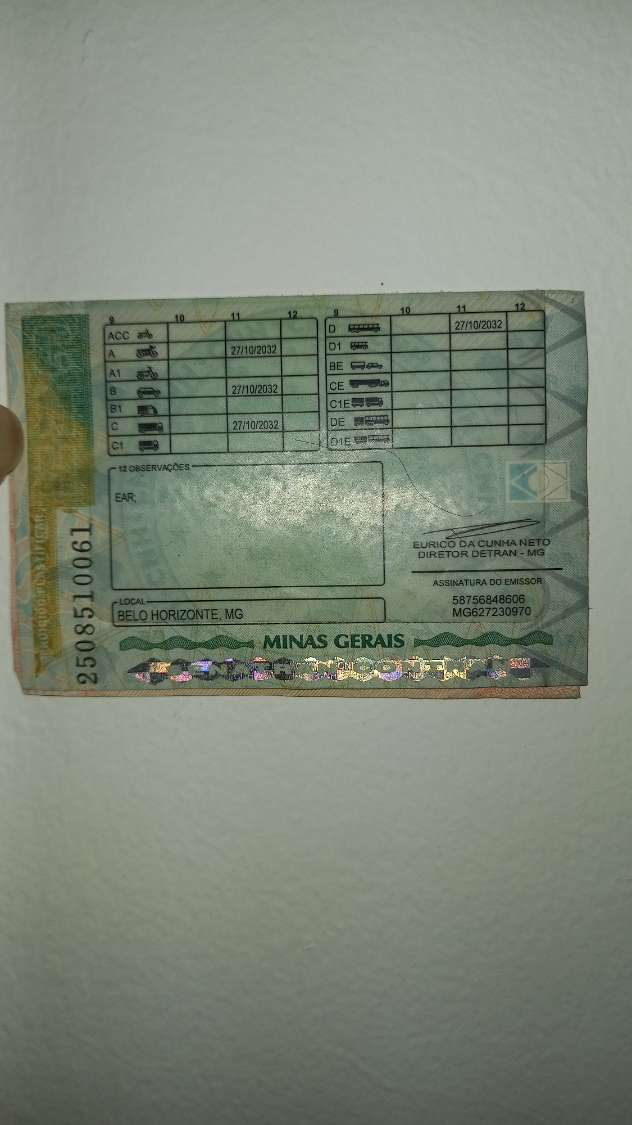 9 10 11 12 9 10 11 12
ACC
A 27/10/2032
A1
B 27/10/2032
B1
C 27/10/2032
C1
D 27/10/2032
D1
BE
CE
C1E
DE
D1E
12 OBSERVAÇÕES
EAR;
LOCAL
BELO HORIZONTE, MG
EURICO DA CUNHA NETO
DIRETOR DETRAN - MG
ASSINATURA DO EMISSOR
58756848606
MG627230970
2508510061
MINAS GERAIS